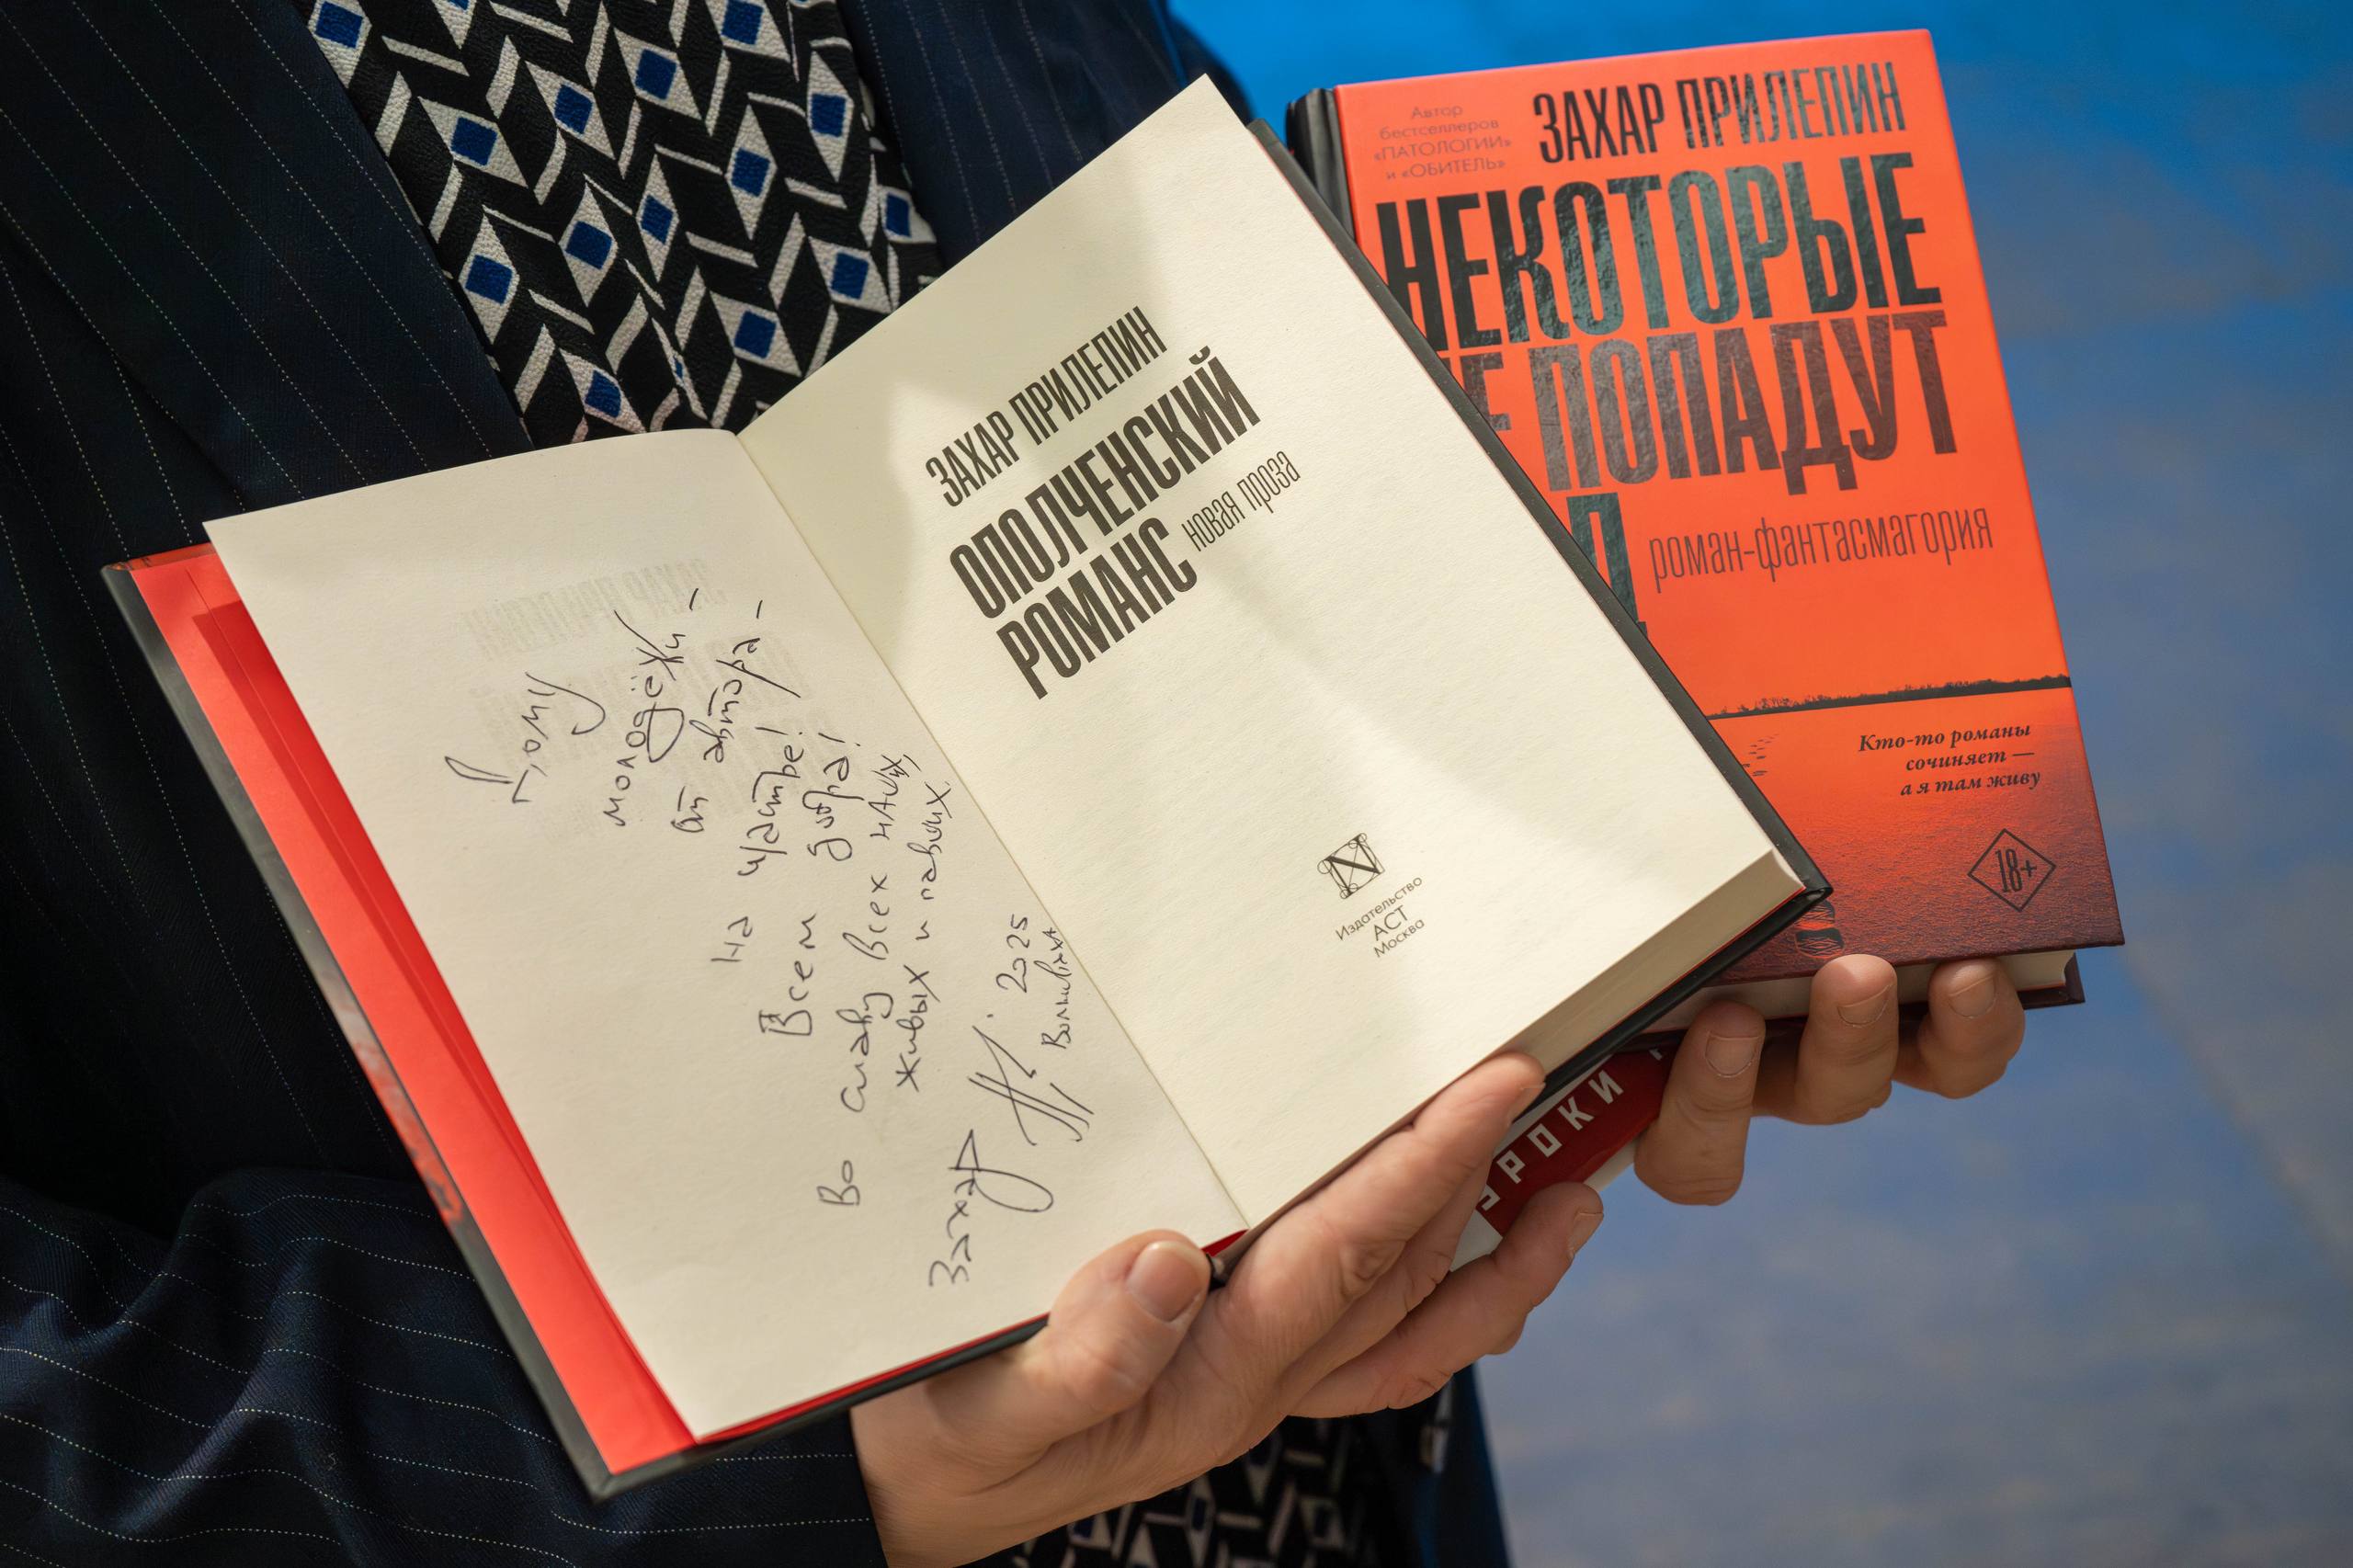 Дому
молодёжи –
от автора –
На счастье!
Всем добра!
Во славу всех наших,
живых и павших.
Захар
2025
ЗАХАР ПРИЛЕПИН
ОПОЛЧЕНСКИЙ
РОМАНС новая проза
Издательство
АСТ
Москва
Автор
бестселлеров
«ПАТОЛОГИИ»
и «ОБИТЕЛЬ»
ЗАХАР ПРИЛЕПИН
НЕКОТОРЫЕ
НЕ ПОПАДУТ
роман-фантасмагория
Кто-то романы
сочиняет —
а я там живу
18+
УРОКИ